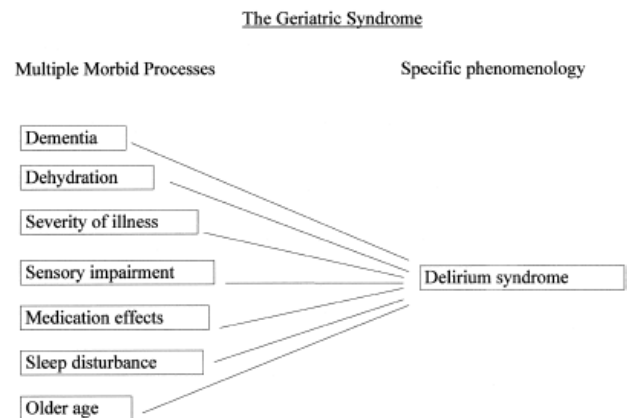 The Geriatric Syndrome
Multiple Morbid Processes
Specific phenomenology
Dementia
Dehydration
Severity of illness
Sensory impairment
Delirium syndrome
Medication effects
Sleep disturbance
Older age